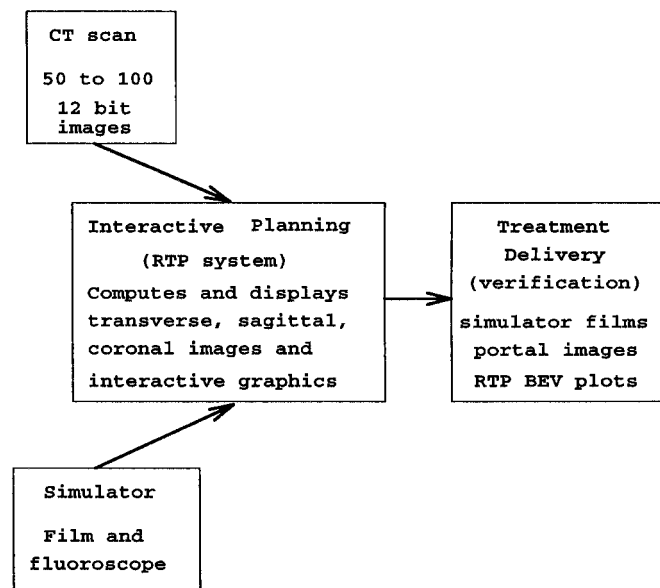 CT scan
50 to 100
12 bit
images
Interactive Planning
(RTP system)
Computes and displays
transverse, sagittal,
coronal images and
interactive graphics
Treatment
Delivery
(verification)
simulator films
portal images
RTP BEV plots
Simulator
Film and
fluoroscope